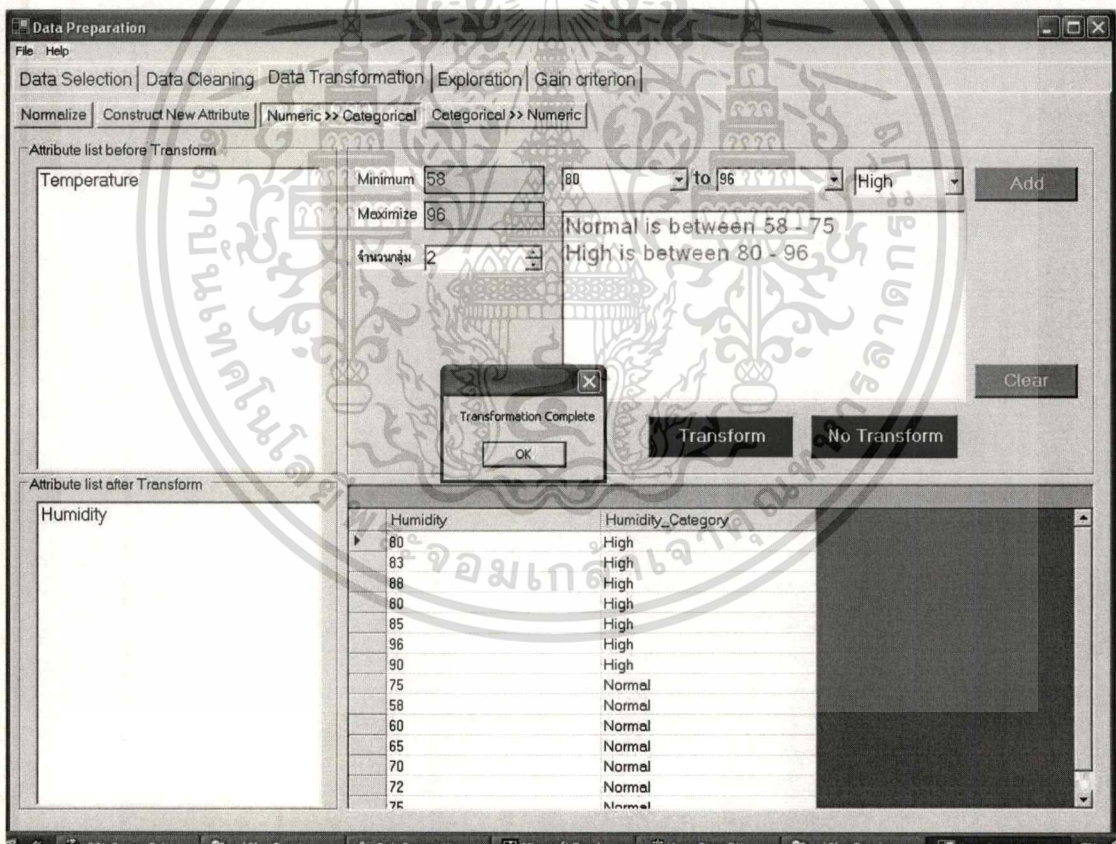 Data Preparation
File Help
Data Selection Data Cleaning Data Transformation Exploration Gain criterion
Normalize Construct New Attribute Numeric >> Categorical Categorical >> Numeric
Attribute list before Transform
Temperature
Minimum 58 80 to 96 High Add
Maximize 96
จำนวนกลุ่ม 2
Normal is between 58 - 75
High is between 80 - 96
Clear
Transformation Complete
OK
Transform No Transform
Attribute list after Transform
Humidity
Humidity Humidity_Category
80 High
83 High
88 High
80 High
85 High
96 High
90 High
75 Normal
58 Normal
60 Normal
65 Normal
70 Normal
72 Normal
75 Normal